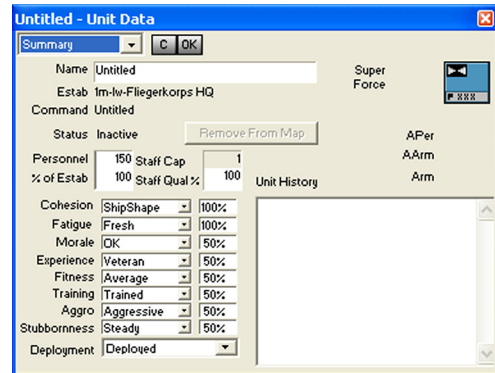 Untitled - Unit Data
Summary C OK
Name Untitled
Super Force
Estab 1m-lw-Fliegerkorps HQ
Command Untitled
Status Inactive Remove From Map
APer
AArm
Arm
Personnel 150 Staff Cap 1
% of Estab 100 Staff Qual % 100
Unit History
Cohesion ShipShape 100%
Fatigue Fresh 100%
Morale OK 50%
Experience Veteran 50%
Fitness Average 50%
Training Trained 50%
Aggro Aggressive 50%
Stubbornness Steady 50%
Deployment Deployed
F XXX